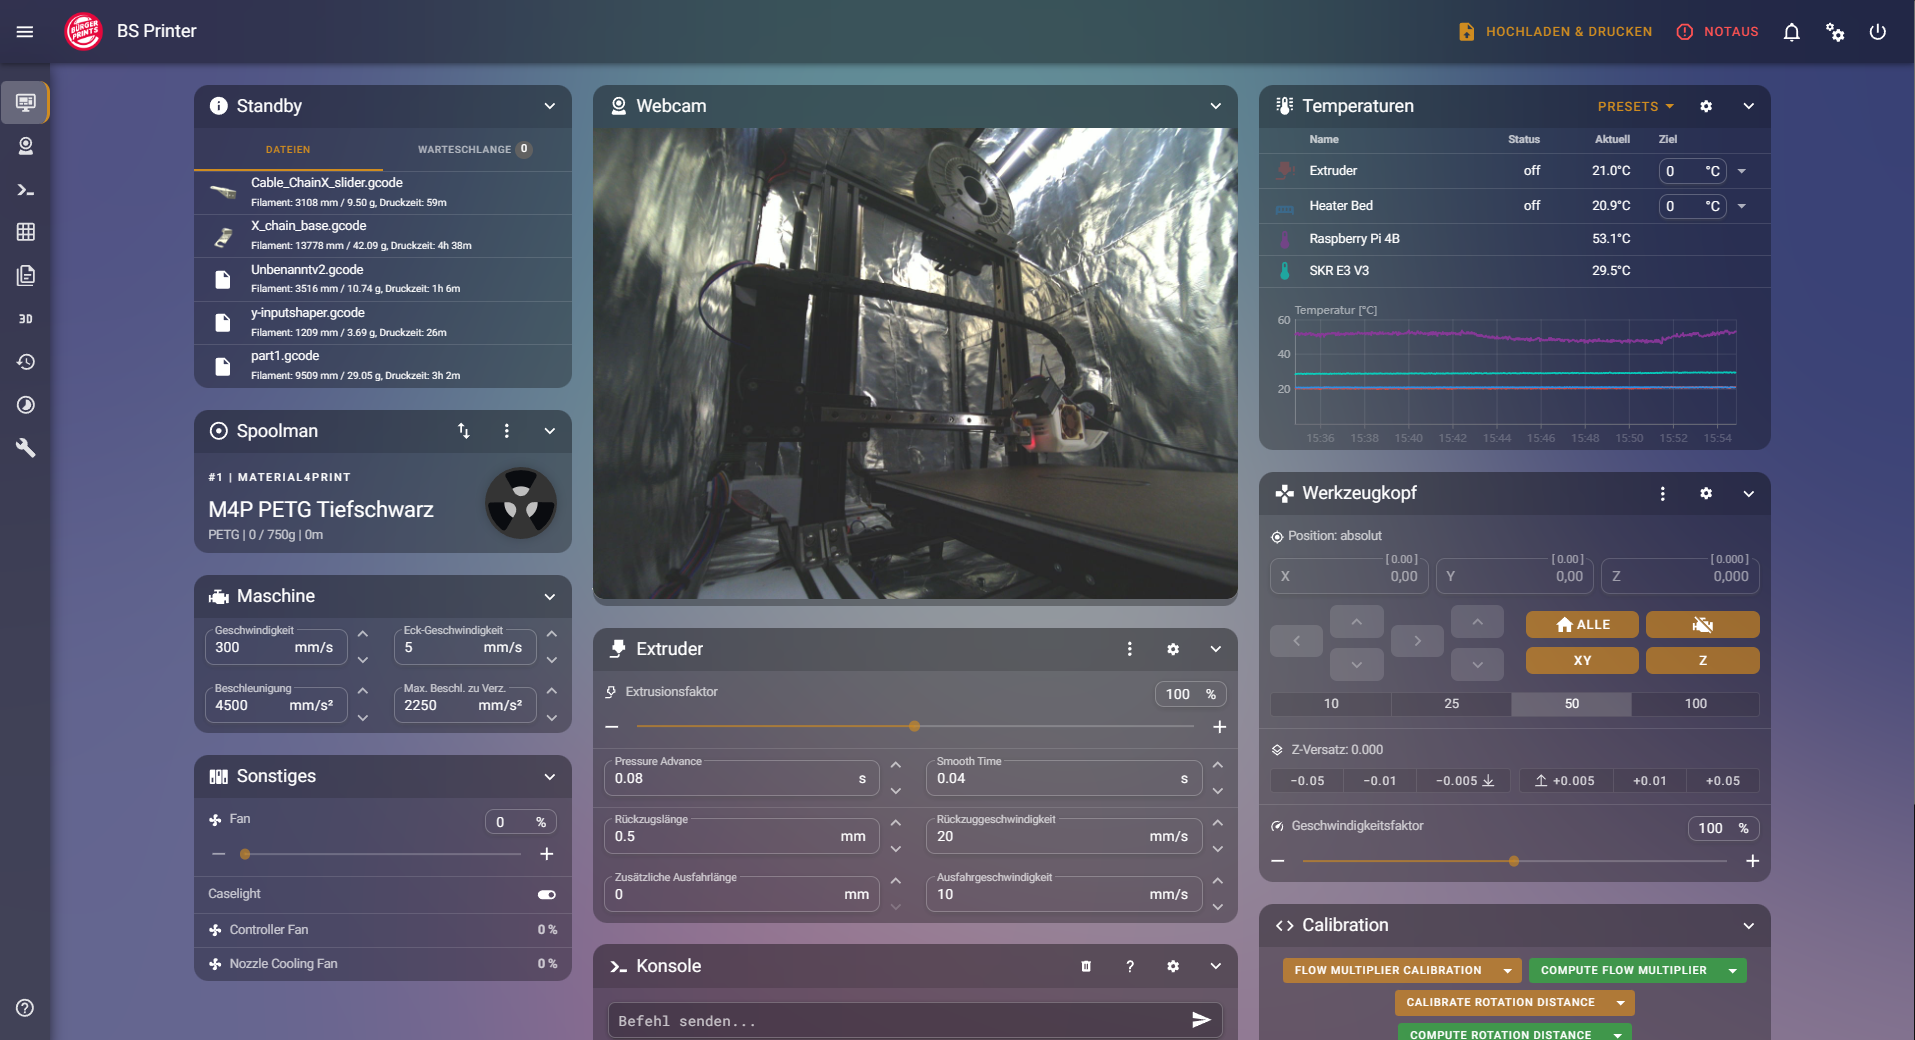 BÜRGER
PRINTS
BS Printer
HOCHLADEN & DRUCKEN
NOTAUS
3D
Standby
DATEIEN
WARTESCHLANGE 0
Cable_ChainX_slider.gcode
Filament: 3108 mm / 9.50 g, Druckzeit: 59m
X_chain_base.gcode
Filament: 13778 mm / 42.09 g, Druckzeit: 4h 38m
Unbenanntv2.gcode
Filament: 3516 mm / 10.74 g, Druckzeit: 1h 6m
y-inputshaper.gcode
Filament: 1209 mm / 3.69 g, Druckzeit: 26m
part1.gcode
Filament: 9509 mm / 29.05 g, Druckzeit: 3h 2m
Spoolman
#1 | MATERIAL4PRINT
M4P PETG Tiefschwarz
PETG | 0 / 750g | 0m
Maschine
Geschwindigkeit
300 mm/s
Eck-Geschwindigkeit
5 mm/s
Beschleunigung
4500 mm/s²
Max. Beschl. zu Verz.
2250 mm/s²
Sonstiges
Fan
0 %
Caselight
Controller Fan 0 %
Nozzle Cooling Fan 0 %
Webcam
Extruder
Extrusionsfaktor
100 %
Pressure Advance
0.08 s
Smooth Time
0.04 s
Rückzugslänge
0.5 mm
Rückzuggeschwindigkeit
20 mm/s
Zusätzliche Ausfahrlänge
0 mm
Ausfahrgeschwindigkeit
10 mm/s
Konsole
?
Befehl senden...
Temperaturen
PRESETS
Name Status Aktuell Ziel
Extruder off 21.0°C 0 °C
Heater Bed off 20.9°C 0 °C
Raspberry Pi 4B 53.1°C
SKR E3 V3 29.5°C
Temperatur [°C]
60
40
20
15:36 15:38 15:40 15:42 15:44 15:46 15:48 15:50 15:52 15:54
Werkzeugkopf
Position: absolut
[ 0.00 ]
X 0,00
[ 0.00 ]
Y 0,00
[ 0.000 ]
Z 0,000
ALLE
XY
Z
10 25 50 100
Z-Versatz: 0.000
−0.05 −0.01 −0.005 +0.005 +0.01 +0.05
Geschwindigkeitsfaktor
100 %
Calibration
FLOW MULTIPLIER CALIBRATION
COMPUTE FLOW MULTIPLIER
CALIBRATE ROTATION DISTANCE
COMPUTE ROTATION DISTANCE